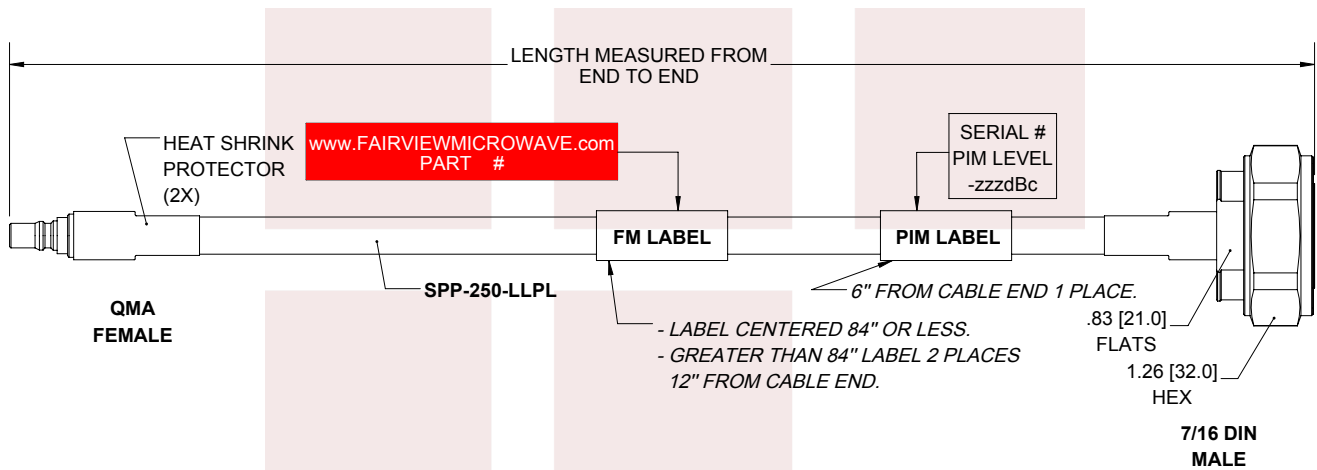 LENGTH MEASURED FROM
END TO END
HEAT SHRINK
PROTECTOR
(2X)
www.FAIRVIEWMICROWAVE.com
PART #
SERIAL #
PIM LEVEL
-zzzdBc
FM LABEL
PIM LABEL
SPP-250-LLPL
QMA
FEMALE
6" FROM CABLE END 1 PLACE.
- LABEL CENTERED 84" OR LESS.
- GREATER THAN 84" LABEL 2 PLACES
12" FROM CABLE END.
.83 [21.0]
FLATS
1.26 [32.0]
HEX
7/16 DIN
MALE